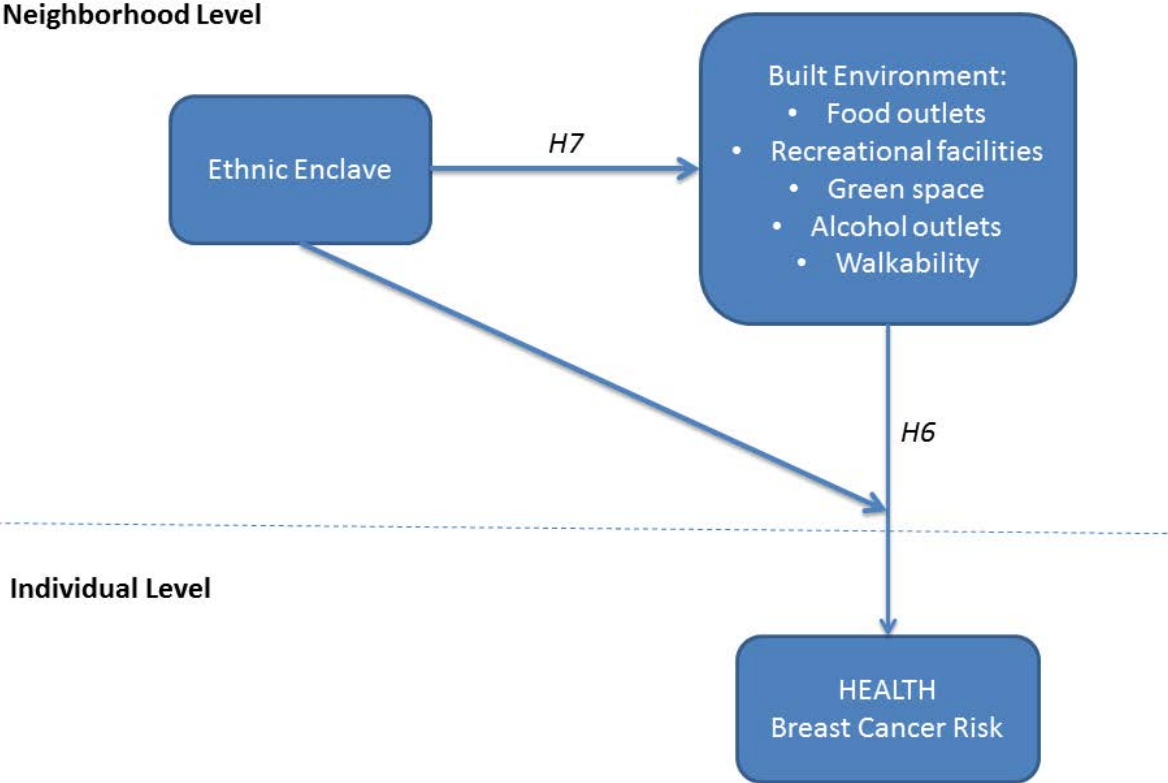 Neighborhood Level
Ethnic Enclave
H7
Built Environment:
• Food outlets
• Recreational facilities
• Green space
• Alcohol outlets
• Walkability
H6
Individual Level
HEALTH
Breast Cancer Risk